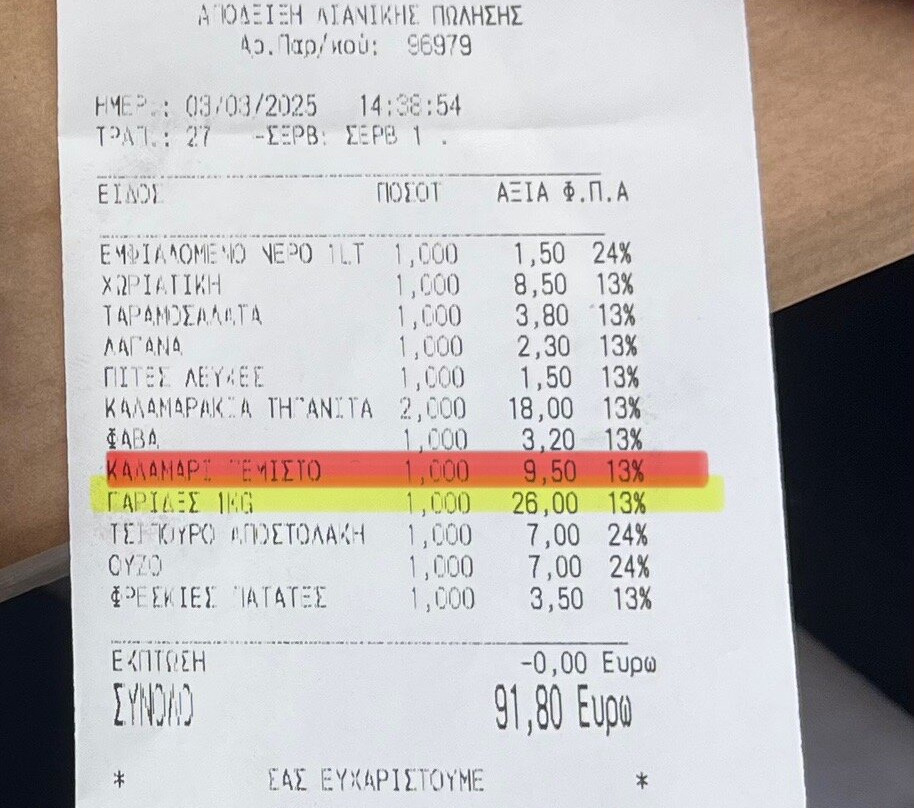 ΑΠΟΔΕΙΞΗ ΛΙΑΝΙΚΗΣ ΠΩΛΗΣΗΣ
Αρ.Παρ/κού: 96979
ΗΜΕΡ.: 03/03/2025 14:38:54
ΤΡΑΠ.: 27 -ΣΕΡΒ: ΣΕΡΒ 1 .
ΕΙΔΟΣ ΠΟΣΟΤ ΑΞΙΑ Φ.Π.Α
ΕΜΦΙΑΛΩΜΕΝΟ ΝΕΡΟ 1LT 1,000 1,50 24%
ΧΩΡΙΑΤΙΚΗ 1,000 8,50 13%
ΤΑΡΑΜΟΣΑΛΑΤΑ 1,000 3,80 13%
ΛΑΓΑΝΑ 1,000 2,30 13%
ΠΙΤΕΣ ΛΕΥΚΕΣ 1,000 1,50 13%
ΚΑΛΑΜΑΡΑΚΙΑ ΤΗΓΑΝΙΤΑ 2,000 18,00 13%
ΦΑΒΑ 1,000 3,20 13%
ΚΑΛΑΜΑΡΙ ΓΕΜΙΣΤΟ 1,000 9,50 13%
ΓΑΡΙΔΕΣ 1KG 1,000 26,00 13%
ΤΣΙΠΟΥΡΟ ΑΠΟΣΤΟΛΑΚΗ 1,000 7,00 24%
ΟΥΖΟ 1,000 7,00 24%
ΦΡΕΣΚΙΕΣ ΠΑΤΑΤΕΣ 1,000 3,50 13%
ΕΚΠΤΩΣΗ -0,00 Ευρω
ΣΥΝΟΛΟ 91,80 Ευρω
* ΣΑΣ ΕΥΧΑΡΙΣΤΟΥΜΕ *